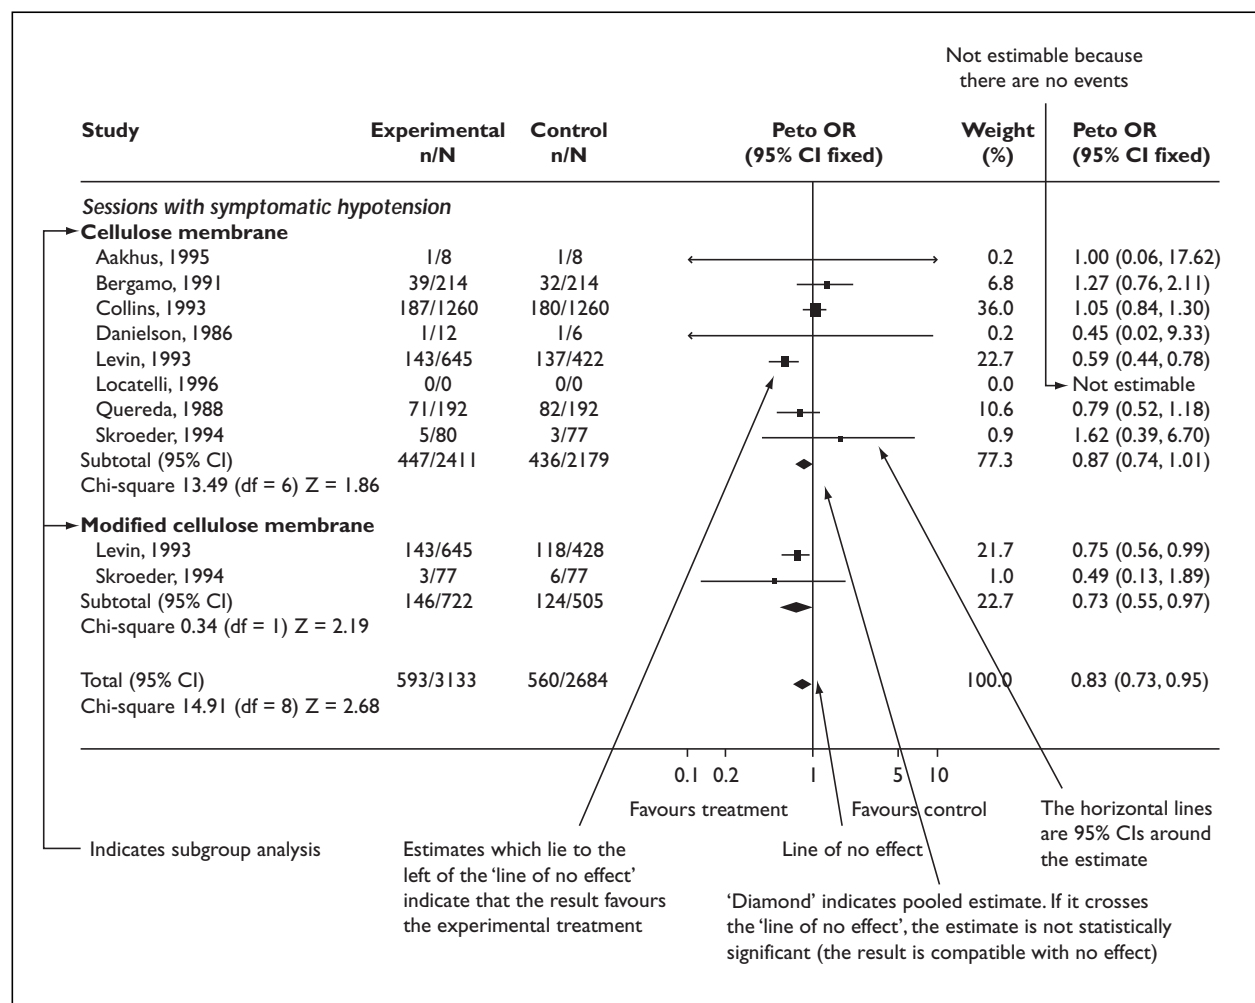 Not estimable because
there are no events
Study Experimental Control Peto OR Weight Peto OR
n/N n/N (95% CI fixed) (%) (95% CI fixed)
Sessions with symptomatic hypotension
Cellulose membrane
Aakhus, 1995 1/8 1/8 0.2 1.00 (0.06, 17.62)
Bergamo, 1991 39/214 32/214 6.8 1.27 (0.76, 2.11)
Collins, 1993 187/1260 180/1260 36.0 1.05 (0.84, 1.30)
Danielson, 1986 1/12 1/6 0.2 0.45 (0.02, 9.33)
Levin, 1993 143/645 137/422 22.7 0.59 (0.44, 0.78)
Locatelli, 1996 0/0 0/0 0.0 Not estimable
Quereda, 1988 71/192 82/192 10.6 0.79 (0.52, 1.18)
Skroeder, 1994 5/80 3/77 0.9 1.62 (0.39, 6.70)
Subtotal (95% CI) 447/2411 436/2179 77.3 0.87 (0.74, 1.01)
Chi-square 13.49 (df = 6) Z = 1.86
Modified cellulose membrane
Levin, 1993 143/645 118/428 21.7 0.75 (0.56, 0.99)
Skroeder, 1994 3/77 6/77 1.0 0.49 (0.13, 1.89)
Subtotal (95% CI) 146/722 124/505 22.7 0.73 (0.55, 0.97)
Chi-square 0.34 (df = 1) Z = 2.19
Total (95% CI) 593/3133 560/2684 100.0 0.83 (0.73, 0.95)
Chi-square 14.91 (df = 8) Z = 2.68
0.1 0.2 1 5 10
Favours treatment Favours control
Indicates subgroup analysis
Estimates which lie to the
left of the ‘line of no effect’
indicate that the result favours
the experimental treatment
Line of no effect
The horizontal lines
are 95% CIs around
the estimate
‘Diamond’ indicates pooled estimate. If it crosses
the ‘line of no effect’, the estimate is not statistically
significant (the result is compatible with no effect)